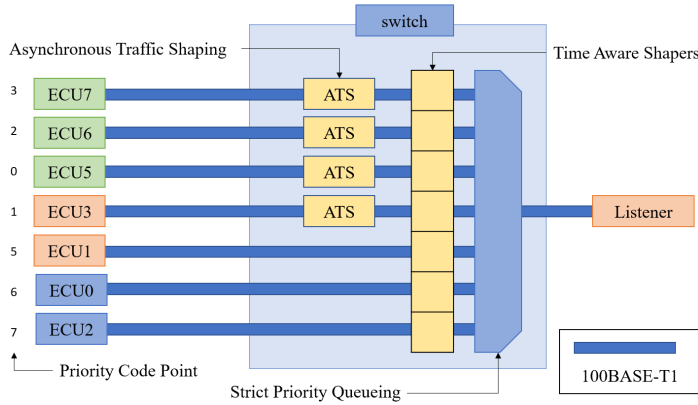 switch
Asynchronous Traffic Shaping
Time Aware Shapers
3 ECU7 ATS
2 ECU6 ATS
0 ECU5 ATS
1 ECU3 ATS Listener
5 ECU1
6 ECU0
7 ECU2
Priority Code Point
100BASE-T1
Strict Priority Queueing